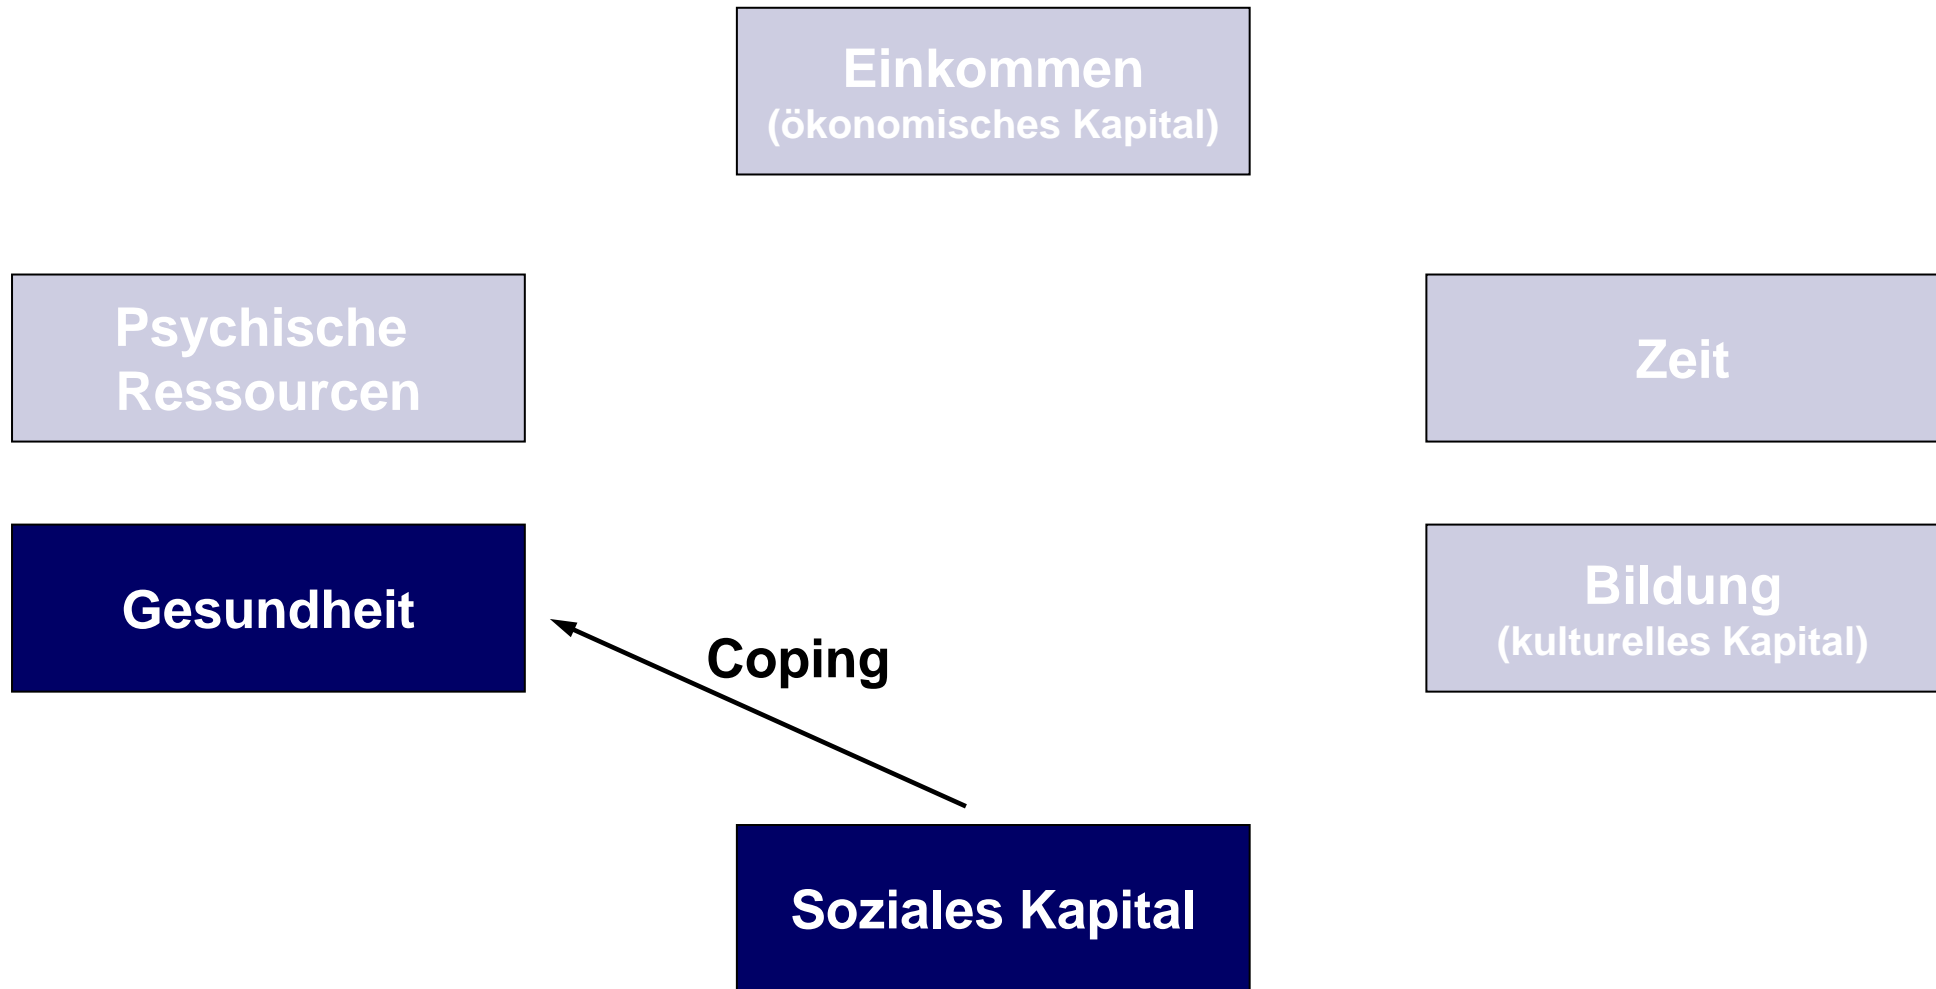 Einkommen
(ökonomisches Kapital)
Psychische
Ressourcen
Zeit
Gesundheit
Bildung
(kulturelles Kapital)
Coping
Soziales Kapital